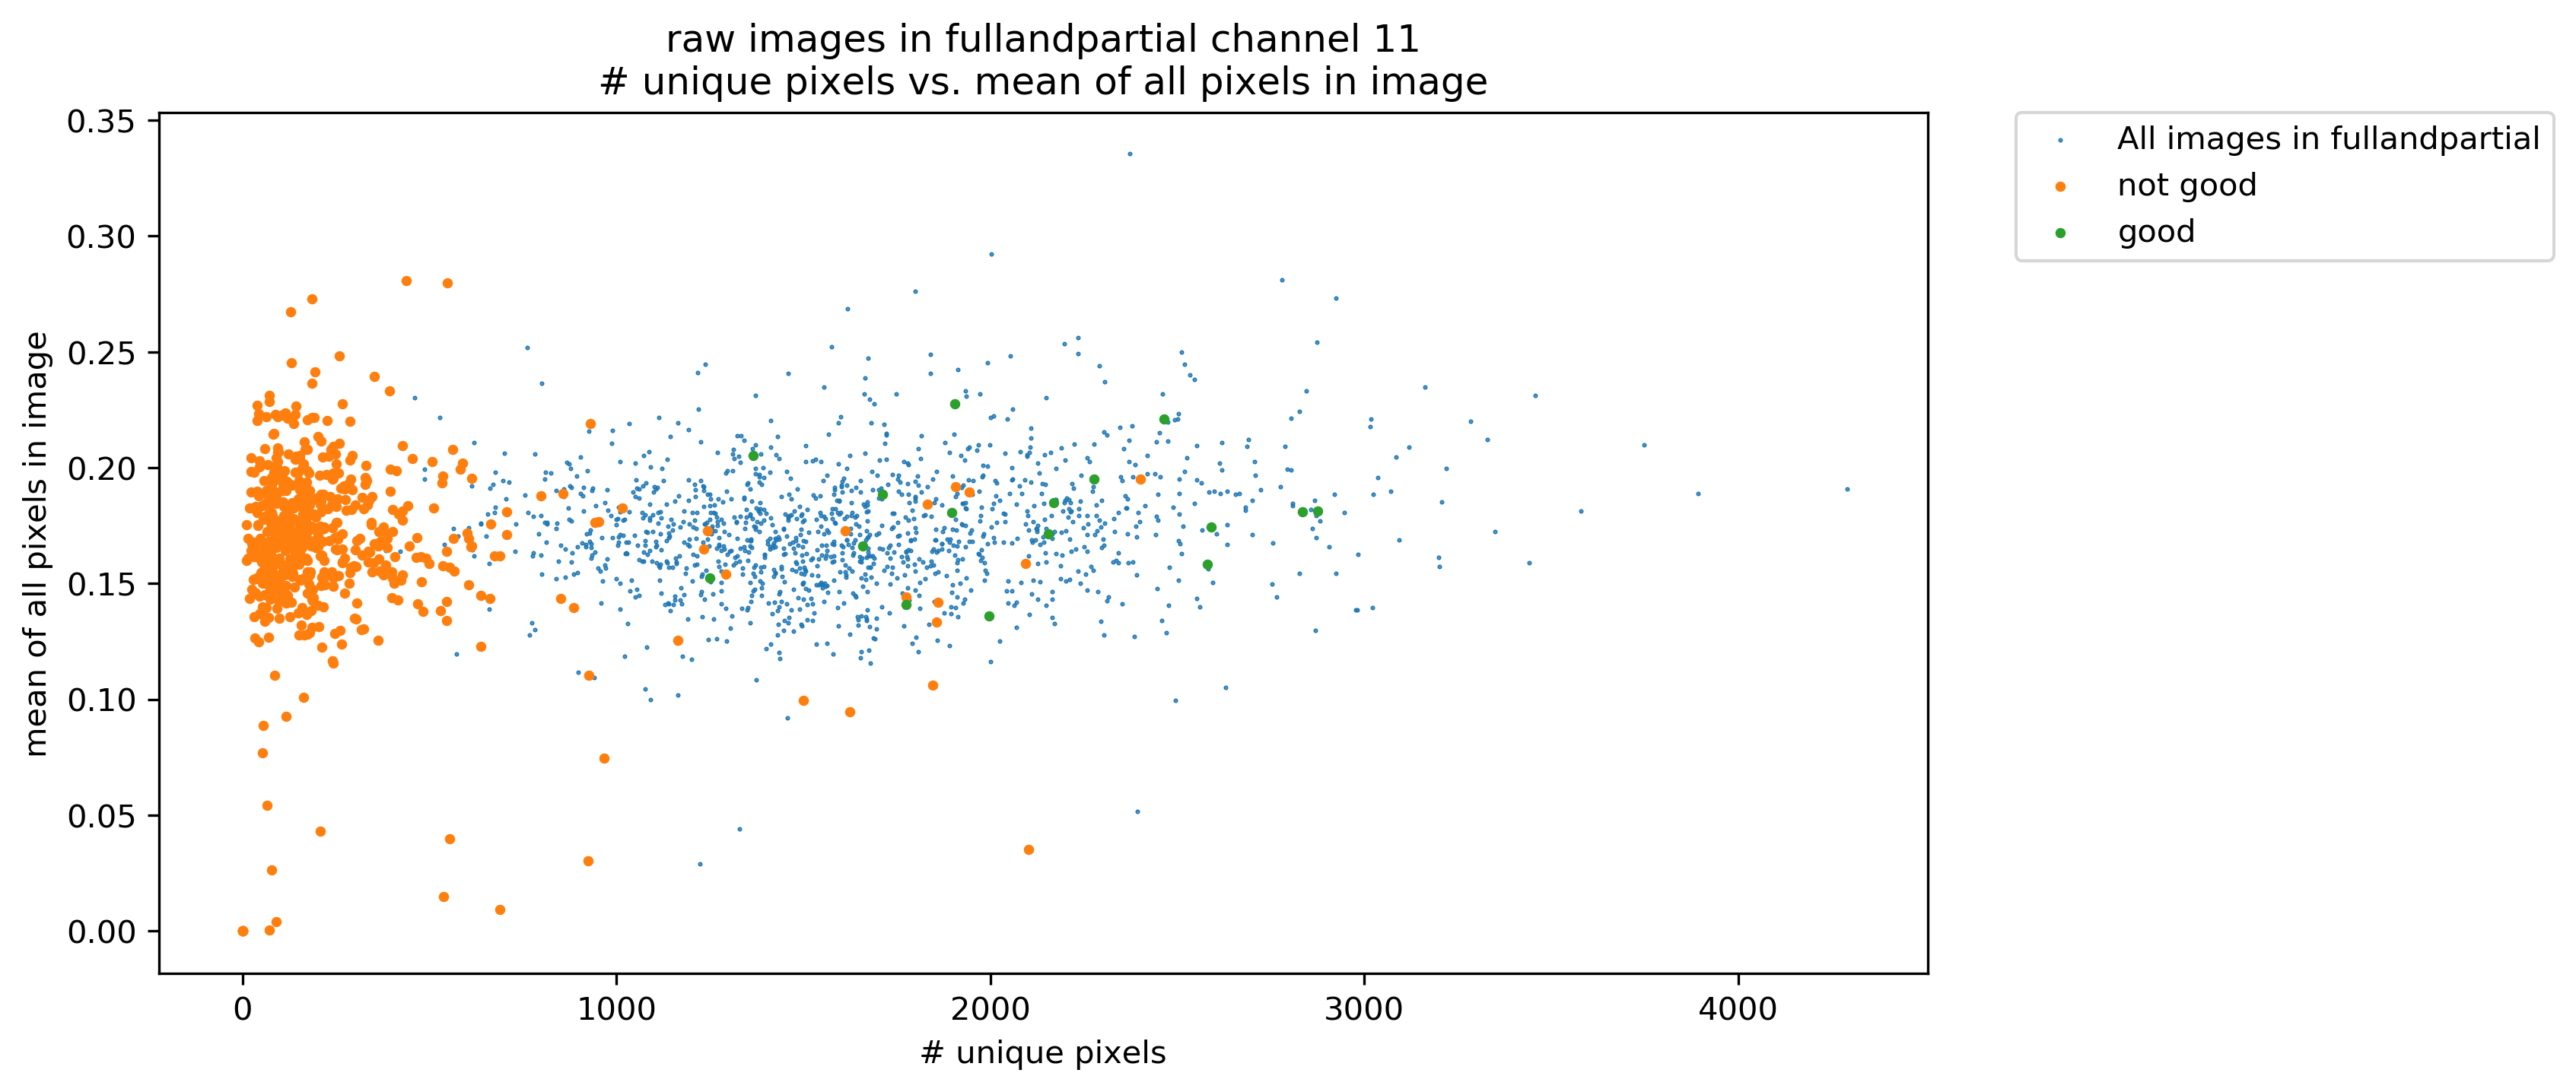 raw images in fullandpartial channel 11
# unique pixels vs. mean of all pixels in image
All images in fullandpartial
not good
good
mean of all pixels in image
0.35
0.30
0.25
0.20
0.15
0.10
0.05
0.00
0
1000
2000
3000
4000
# unique pixels